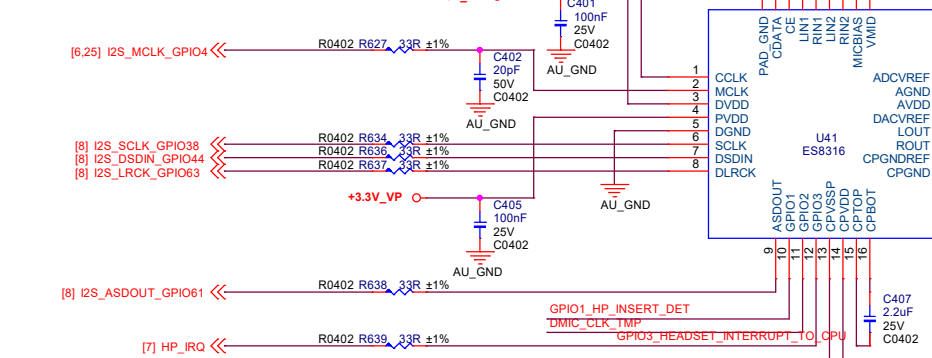 C401
100nF
25V
C0402
AU_GND
[6,25] I2S_MCLK_GPIO4
R0402 R627 33R ±1%
C402
20pF
50V
C0402
AU_GND
[8] I2S_SCLK_GPIO38
R0402 R634 33R ±1%
[8] I2S_DSDIN_GPIO44
R0402 R636 33R ±1%
[8] I2S_LRCK_GPIO63
R0402 R637 33R ±1%
AU_GND
+3.3V_VP
C405
100nF
25V
C0402
AU_GND
[8] I2S_ASDOUT_GPIO61
R0402 R638 33R ±1%
GPIO1_HP_INSERT_DET
DMIC_CLK_TMP
GPIO3_HEADSET_INTERRUPT_TO_CPU
[7] HP_IRQ
R0402 R639 33R ±1%
PAD_GND
CDATA
CE
LIN1
RIN1
LIN2
RIN2
MICBIAS
VMID
1 CCLK
2 MCLK
3 DVDD
4 PVDD
5 DGND
6 SCLK
7 DSDIN
8 DLRCK
U41
ES8316
ADCVREF
AGND
AVDD
DACVREF
LOUT
ROUT
CPGNDREF
CPGND
ASDOUT 9
GPIO1 10
GPIO2 11
GPIO3 12
CPVSSP 13
CPVDD 14
CPTOP 15
CPBOT 16
C407
2.2uF
25V
C0402